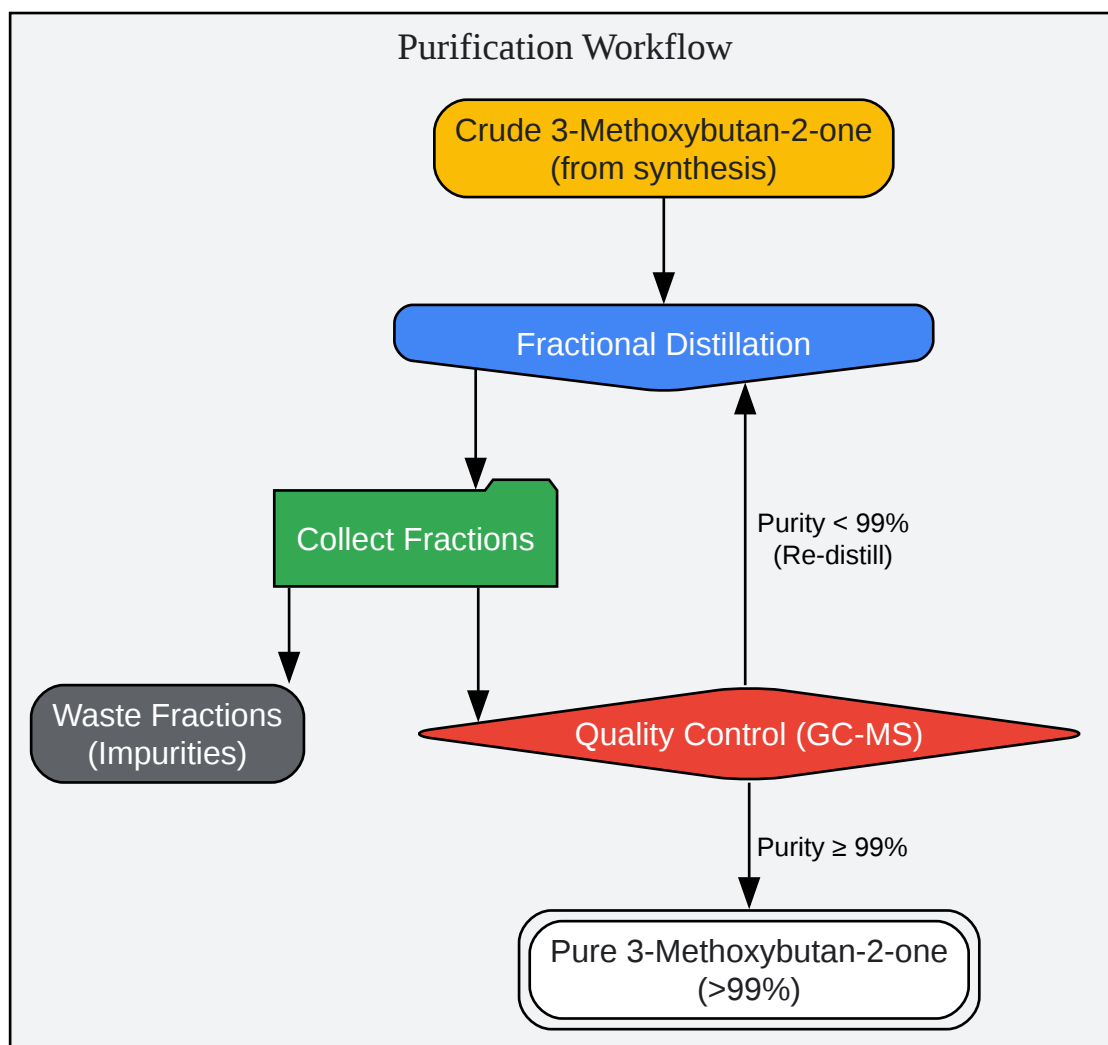 Purification Workflow
Crude 3-Methoxybutan-2-one
(from synthesis)
Fractional Distillation
Collect Fractions
Purity < 99%
(Re-distill)
Waste Fractions
(Impurities)
Quality Control (GC-MS)
Purity ≥ 99%
Pure 3-Methoxybutan-2-one
(>99%)